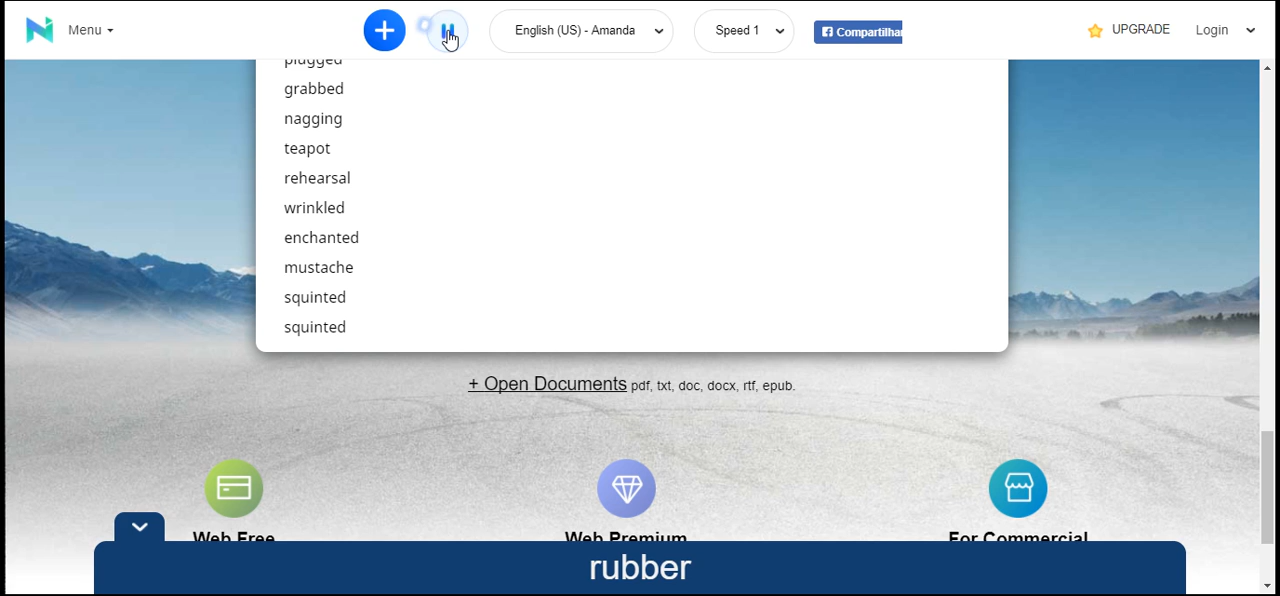 Menu
English (US) - Amanda
Speed 1
Compartilhar
UPGRADE
Login
plugged
grabbed
nagging
teapot
rehearsal
wrinkled
enchanted
mustache
squinted
squinted
+ Open Documents pdf, txt, doc, docx, rtf, epub.
Web Free
Web Premium
For Commercial
rubber